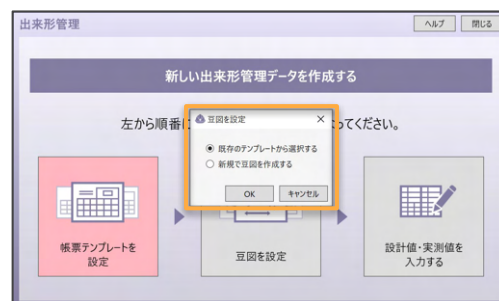 出来形管理
ヘルプ
閉じる
新しい出来形管理データを作成する
左から順番に
ってください。
豆図を設定
既存のテンプレートから選択する
新規で豆図を作成する
OK
キャンセル
帳票テンプレートを
設定
豆図を設定
設計値・実測値を
入力する